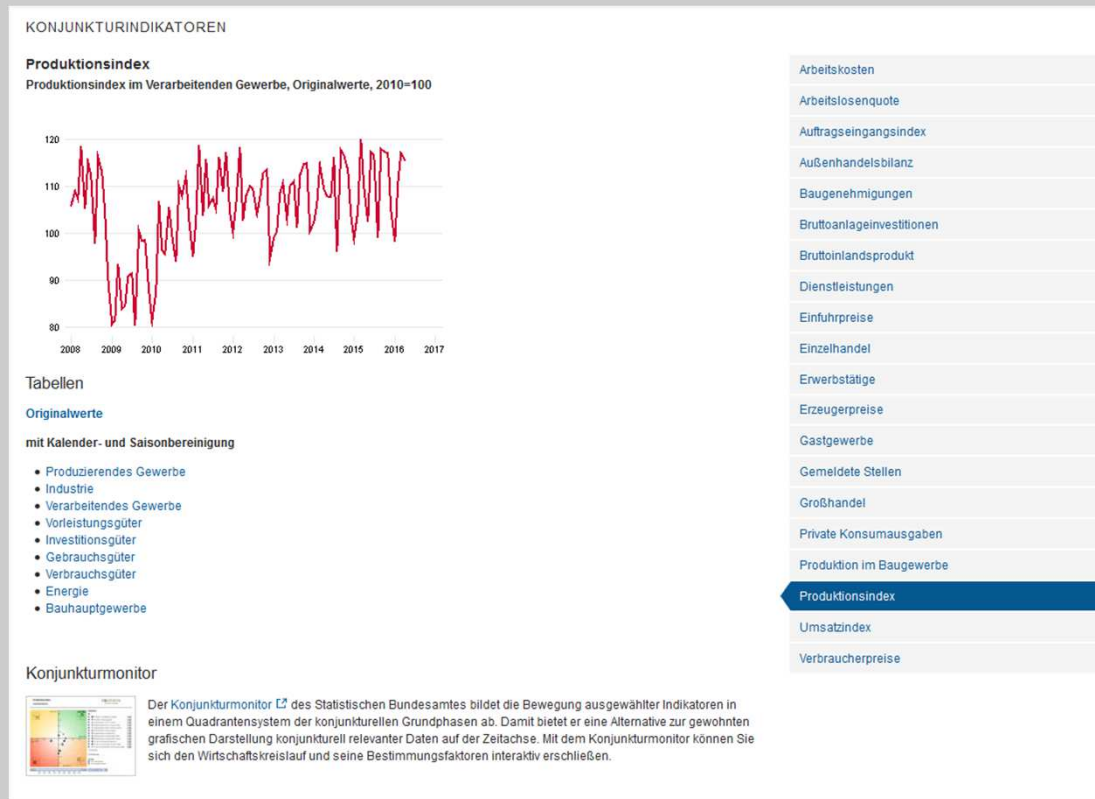 KONJUNKTURINDIKATOREN
Produktionsindex
Produktionsindex im Verarbeitenden Gewerbe, Originalwerte, 2010=100
120
110
100
90
80
2008 2009 2010 2011 2012 2013 2014 2015 2016 2017
Tabellen
Originalwerte
mit Kalender- und Saisonbereinigung
Produzierendes Gewerbe
Industrie
Verarbeitendes Gewerbe
Vorleistungsgüter
Investitionsgüter
Gebrauchsgüter
Verbrauchsgüter
Energie
Bauhauptgewerbe
Konjunkturmonitor
Der Konjunkturmonitor des Statistischen Bundesamtes bildet die Bewegung ausgewählter Indikatoren in
einem Quadrantensystem der konjunkturellen Grundphasen ab. Damit bietet er eine Alternative zur gewohnten
grafischen Darstellung konjunkturell relevanter Daten auf der Zeitachse. Mit dem Konjunkturmonitor können Sie
sich den Wirtschaftskreislauf und seine Bestimmungsfaktoren interaktiv erschließen.
Arbeitskosten
Arbeitslosenquote
Auftragseingangsindex
Außenhandelsbilanz
Baugenehmigungen
Bruttoanlageinvestitionen
Bruttoinlandsprodukt
Dienstleistungen
Einfuhrpreise
Einzelhandel
Erwerbstätige
Erzeugerpreise
Gastgewerbe
Gemeldete Stellen
Großhandel
Private Konsumausgaben
Produktion im Baugewerbe
Produktionsindex
Umsatzindex
Verbraucherpreise